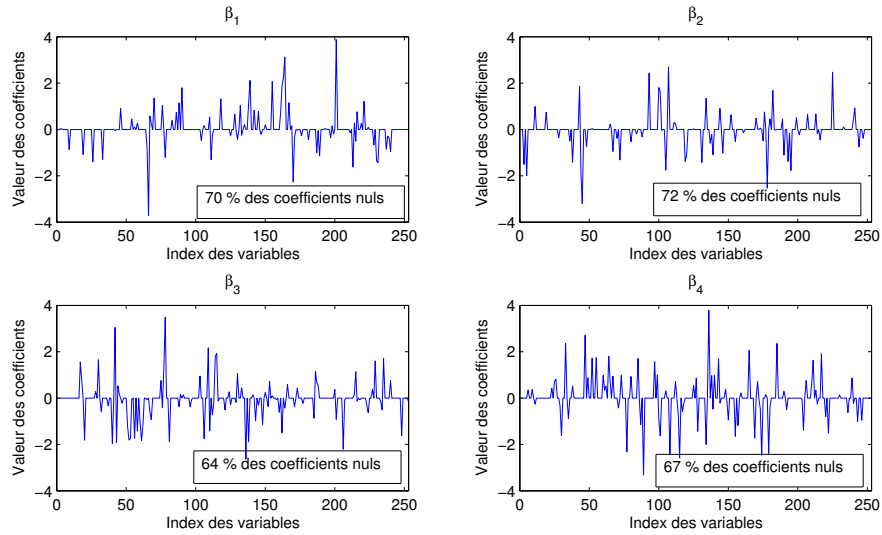 β1
Valeur des coefficients
4
2
0
−2
−4
70 % des coefficients nuls
0 50 100 150 200 250
Index des variables
β2
Valeur des coefficients
4
2
0
−2
−4
72 % des coefficients nuls
0 50 100 150 200 250
Index des variables
β3
Valeur des coefficients
4
2
0
−2
−4
64 % des coefficients nuls
0 50 100 150 200 250
Index des variables
β4
Valeur des coefficients
4
2
0
−2
−4
67 % des coefficients nuls
0 50 100 150 200 250
Index des variables